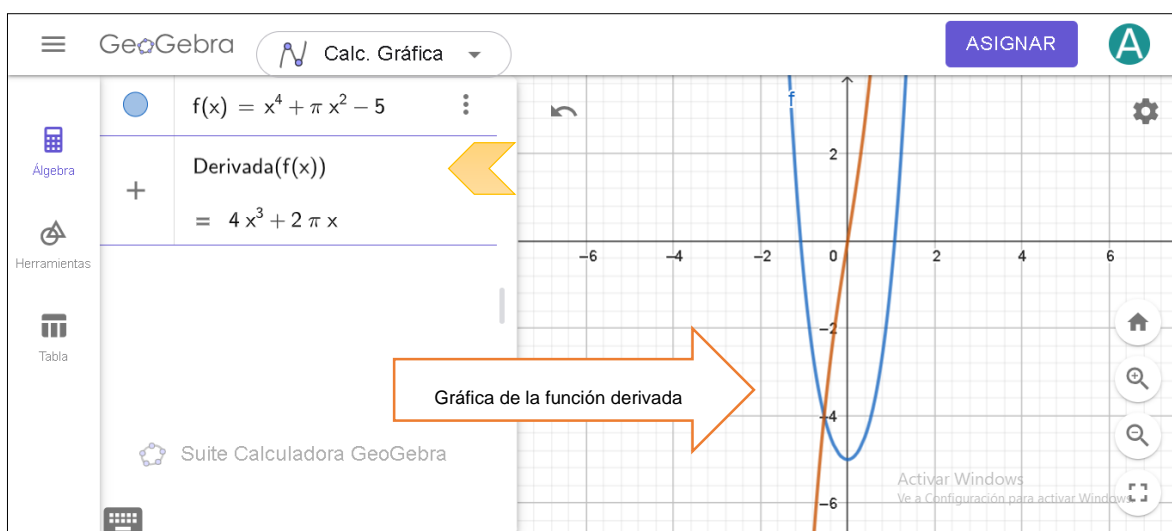 GeoGebra
Calc. Gráfica
ASIGNAR
A
f(x) = x⁴ + π x² − 5
Álgebra
Derivada(f(x))
= 4 x³ + 2 π x
Herramientas
Tabla
f
2
−6 −4 −2 0 2 4 6
−2
−4
−6
Gráfica de la función derivada
Suite Calculadora GeoGebra
Activar Windows
Ve a Configuración para activar Windows